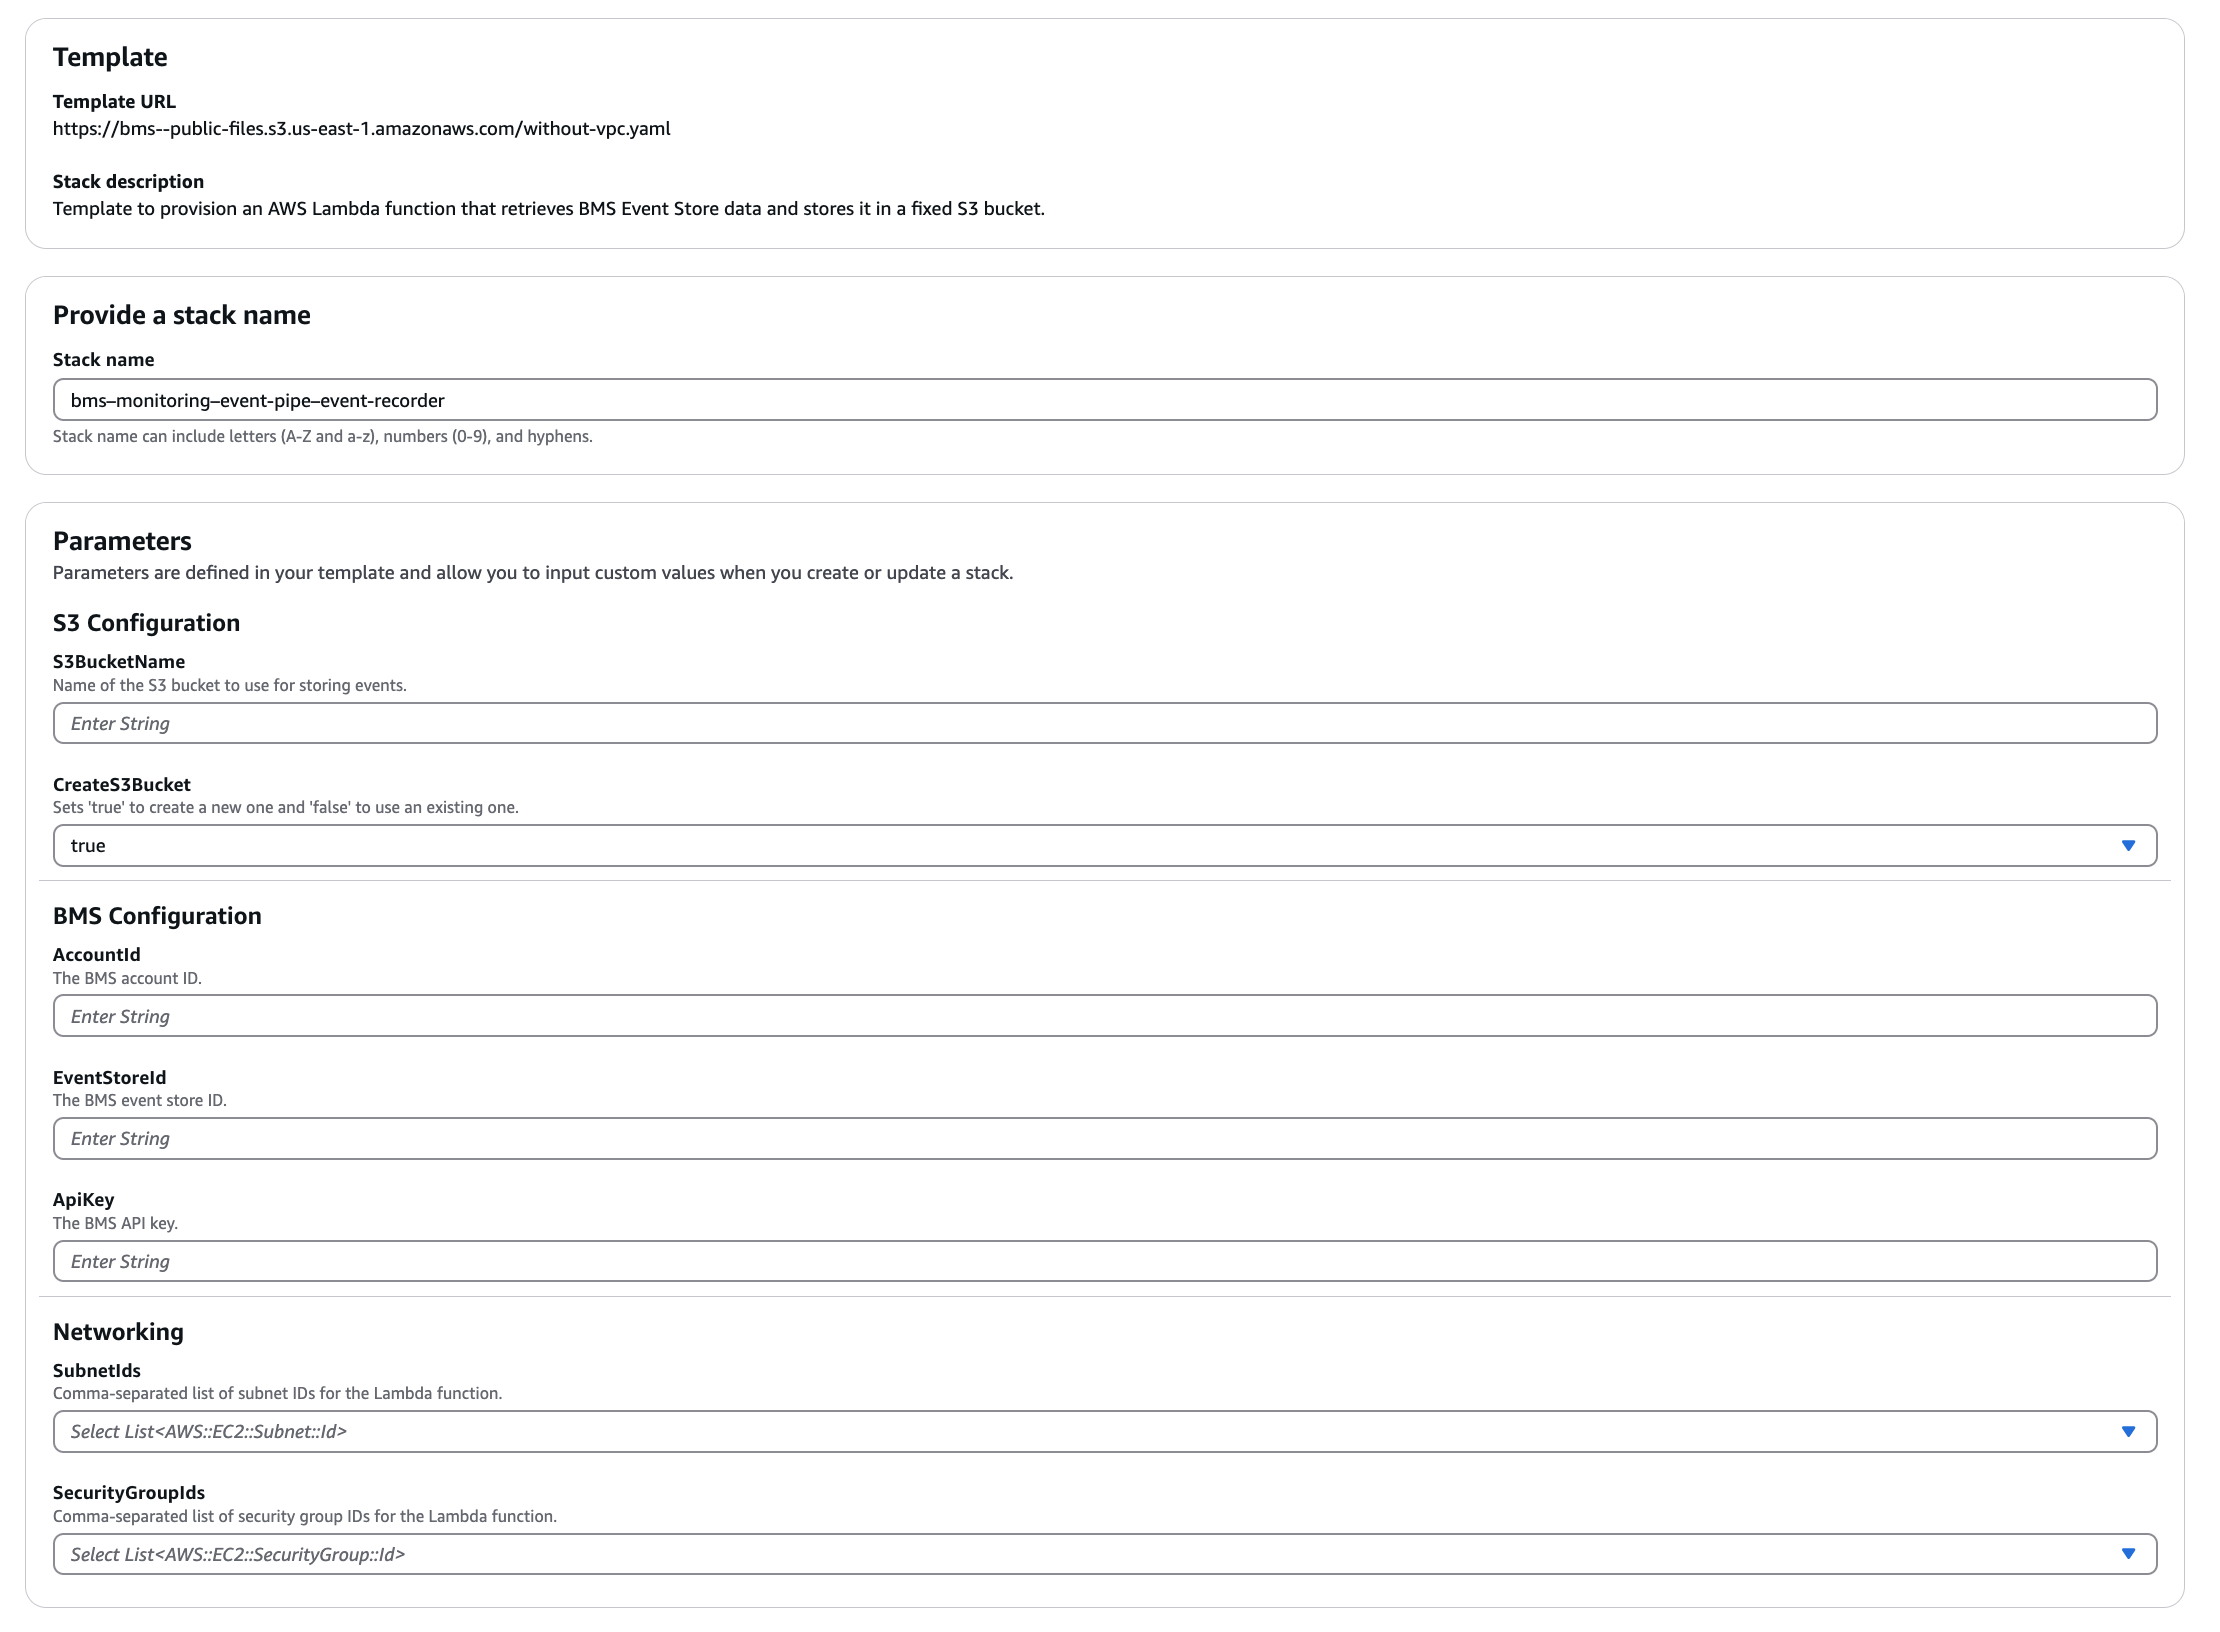 Template
Template URL
https://bms--public-files.s3.us-east-1.amazonaws.com/without-vpc.yaml
Stack description
Template to provision an AWS Lambda function that retrieves BMS Event Store data and stores it in a fixed S3 bucket.
Provide a stack name
Stack name
bms–monitoring–event-pipe–event-recorder
Stack name can include letters (A-Z and a-z), numbers (0-9), and hyphens.
Parameters
Parameters are defined in your template and allow you to input custom values when you create or update a stack.
S3 Configuration
S3BucketName
Name of the S3 bucket to use for storing events.
Enter String
CreateS3Bucket
Sets 'true' to create a new one and 'false' to use an existing one.
true
BMS Configuration
AccountId
The BMS account ID.
Enter String
EventStoreId
The BMS event store ID.
Enter String
ApiKey
The BMS API key.
Enter String
Networking
SubnetIds
Comma-separated list of subnet IDs for the Lambda function.
Select List<AWS::EC2::Subnet::Id>
SecurityGroupIds
Comma-separated list of security group IDs for the Lambda function.
Select List<AWS::EC2::SecurityGroup::Id>